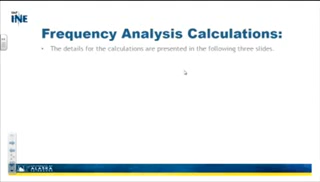 INE
Frequency Analysis Calculations:
• The details for the calculations are presented in the following three slides.
ALASKA